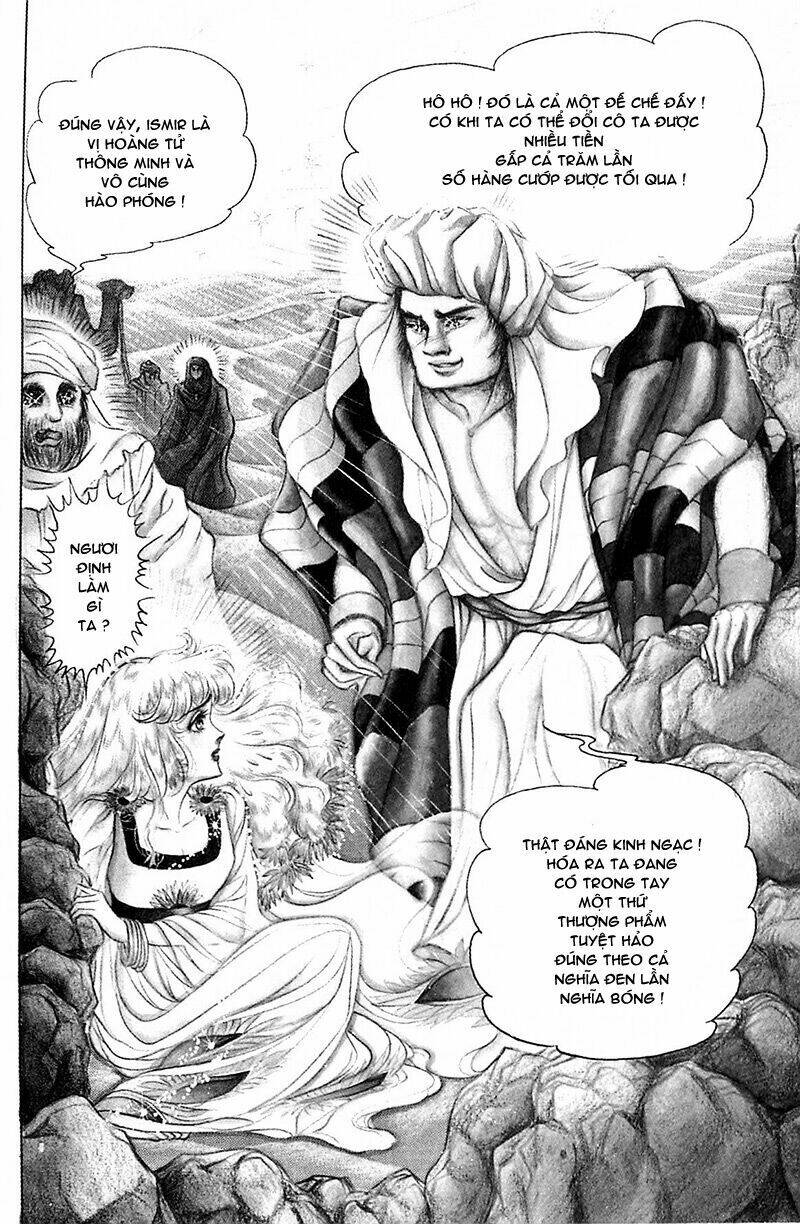 ĐÚNG VẬY, ISMIR LÀ
VỊ HOÀNG TỬ
THÔNG MINH VÀ
VÔ CÙNG
HÀO PHÓNG !
HÔ HÔ ! ĐÓ LÀ CẢ MỘT ĐẾ CHẾ ĐẤY !
CÓ KHI TA CÓ THỂ ĐỔI CÔ TA ĐƯỢC
NHIỀU TIỀN
GẤP CẢ TRĂM LẦN
SỐ HÀNG CƯỚP ĐƯỢC TỐI QUA !
NGƯƠI
ĐỊNH
LÀM
GÌ
TA ?
THẬT ĐÁNG KINH NGẠC !
HÓA RA TA ĐANG
CÓ TRONG TAY
MỘT THỨ
THƯƠNG PHẨM
TUYỆT HẢO
ĐÚNG THEO CẢ
NGHĨA ĐEN LẪN
NGHĨA BÓNG !